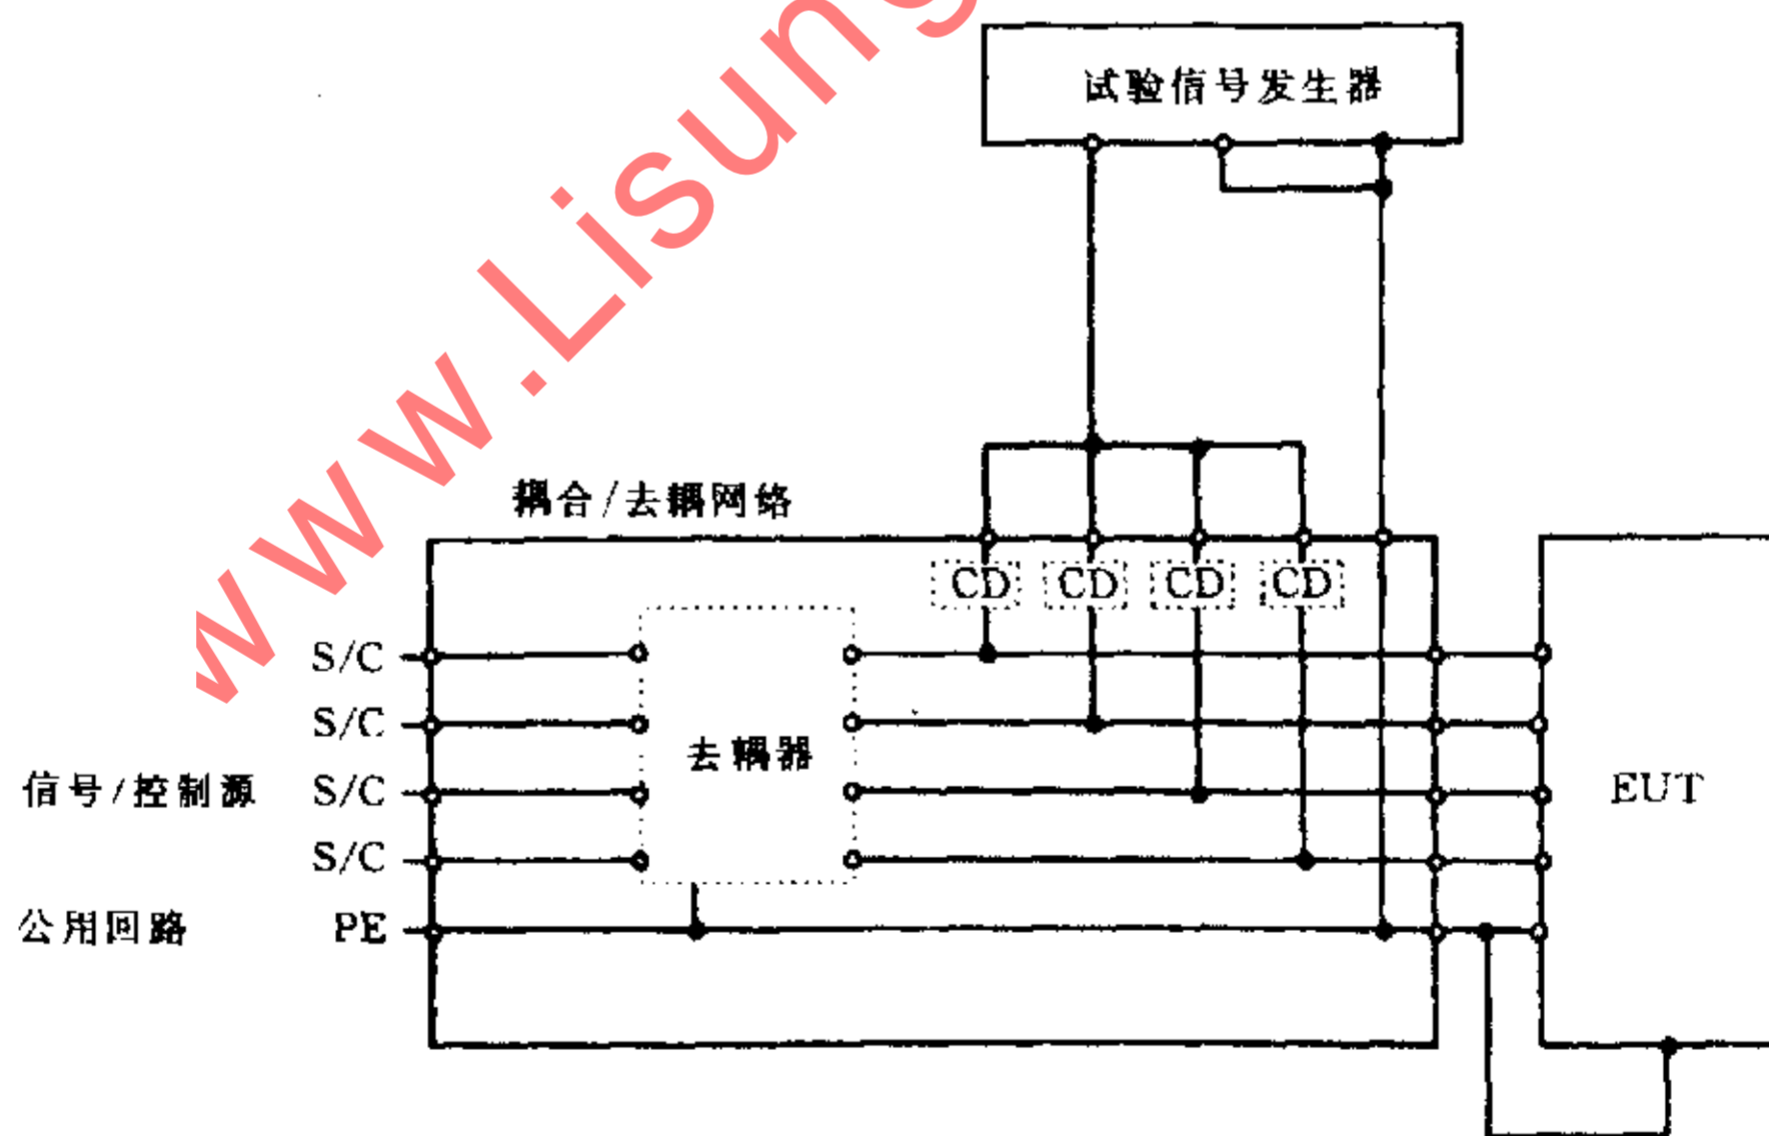 www.Lisung
试验信号发生器
耦合/去耦网络
CD CD CD CD
S/C
S/C
去耦器
信号/控制源 S/C
EUT
S/C
公用回路 PE